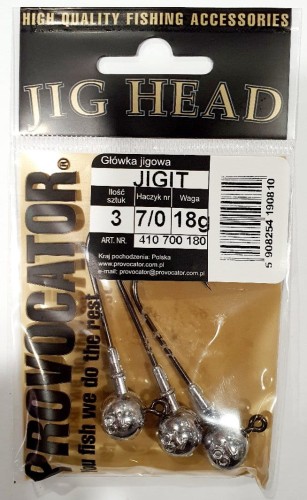 HIGH QUALITY FISHING ACCESSORIES
JIG HEAD
PROVOCATOR®
you fish we do the rest
Główka jigowa
JIGIT
Ilość sztuk Haczyk nr Waga
3 7/0 18g
ART. NR. 410 700 180
Kraj pochodzenia: Polska
www.provocator.com.pl
e-mail: provocator@provocator.com.pl
5 908254 190810